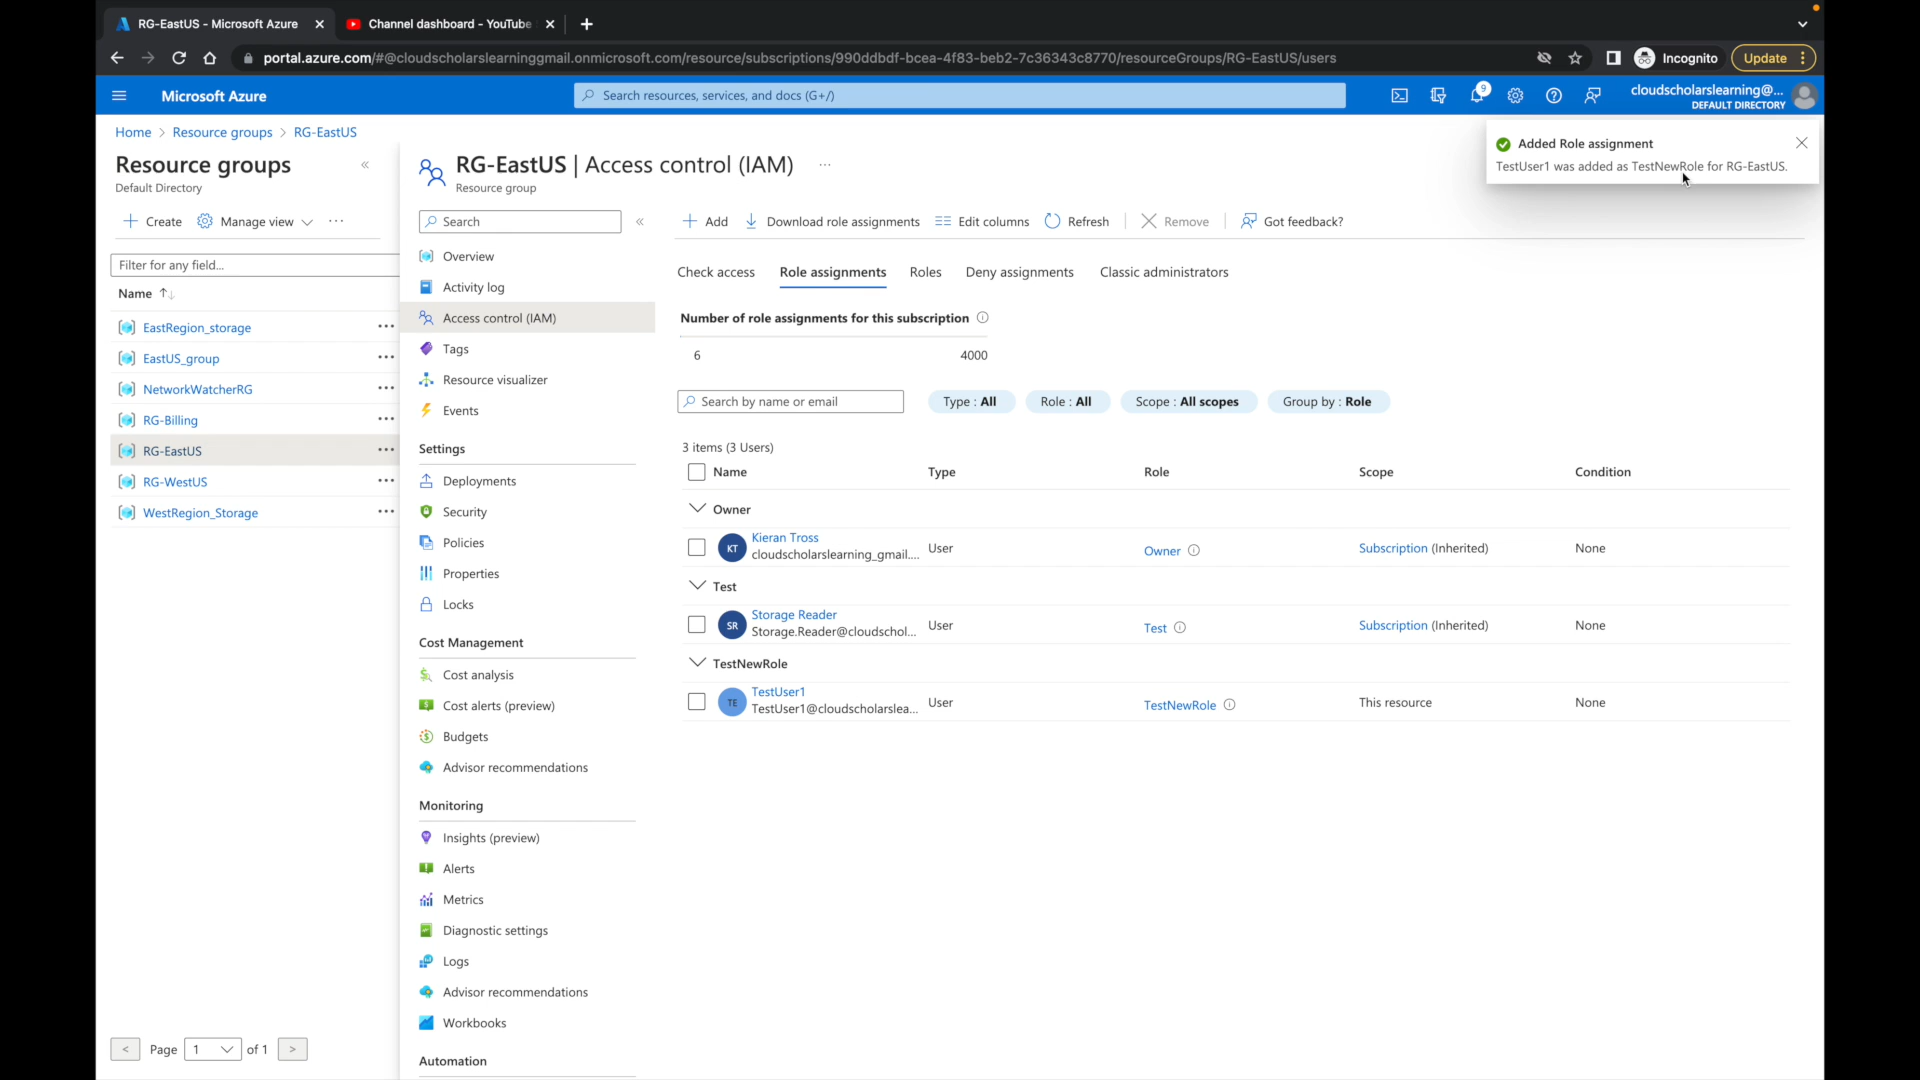 RG-EastUS - Microsoft Azure
Channel dashboard - YouTube
portal.azure.com/#@cloudscholarslearninggmail.onmicrosoft.com/resource/subscriptions/990ddbdf-bcea-4f83-beb2-7c36343c8770/resourceGroups/RG-EastUS/users
Incognito
Update
Microsoft Azure
Search resources, services, and docs (G+/)
9
cloudscholarslearning@...
DEFAULT DIRECTORY
Home > Resource groups > RG-EastUS
Added Role assignment
TestUser1 was added as TestNewRole for RG-EastUS.
Resource groups
Default Directory
Create
Manage view
Filter for any field...
Name
EastRegion_storage
EastUS_group
NetworkWatcherRG
RG-Billing
RG-EastUS
RG-WestUS
WestRegion_Storage
< Page 1 of 1 >
RG-EastUS | Access control (IAM)
Resource group
Search
Overview
Activity log
Access control (IAM)
Tags
Resource visualizer
Events
Settings
Deployments
Security
Policies
Properties
Locks
Cost Management
Cost analysis
Cost alerts (preview)
Budgets
Advisor recommendations
Monitoring
Insights (preview)
Alerts
Metrics
Diagnostic settings
Logs
Advisor recommendations
Workbooks
Automation
Add
Download role assignments
Edit columns
Refresh
Remove
Got feedback?
Check access
Role assignments
Roles
Deny assignments
Classic administrators
Number of role assignments for this subscription
6 4000
Search by name or email
Type : All
Role : All
Scope : All scopes
Group by : Role
3 items (3 Users)
Name Type Role Scope Condition
Owner
KT Kieran Tross
cloudscholarslearning_gmail.... User Owner Subscription (Inherited) None
Test
SR Storage Reader
Storage.Reader@cloudschol... User Test Subscription (Inherited) None
TestNewRole
TE TestUser1
TestUser1@cloudscholarslea... User TestNewRole This resource None